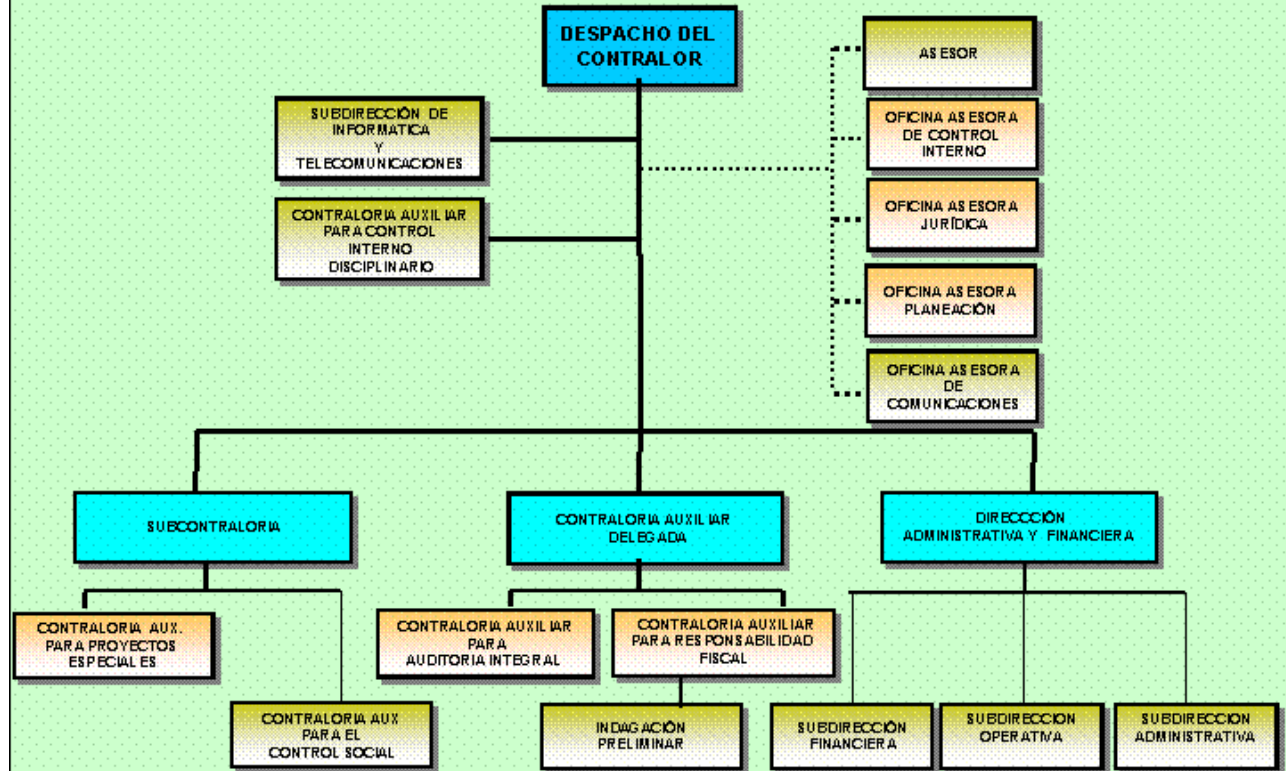 DESPACHO DEL
CONTRALOR
ASESOR
SUBDIRECCIÓN DE
INFORMATICA
Y
TELECOMUNICACIONES
OFICINA ASESORA
DE CONTROL
INTERNO
CONTRALORIA AUXILIAR
PARA CONTROL
INTERNO
DISCIPLINARIO
OFICINA ASESORA
JURÍDICA
OFICINA ASESORA
PLANEACIÓN
OFICINA ASESORA
DE
COMUNICACIONES
SUBCONTRALORIA
CONTRALORIA AUXILIAR
DELEGADA
DIRECCCIÓN
ADMINISTRATIVA Y FINANCIERA
CONTRALORIA AUX.
PARA PROYECTOS
ESPECIALES
CONTRALORIA AUXILIAR
PARA
AUDITORIA INTEGRAL
CONTRALORIA AUXILIAR
PARA RESPONSABILIDAD
FISCAL
CONTRALORIA AUX
PARA EL
CONTROL SOCIAL
INDAGACIÓN
PRELIMINAR
SUBDIRECCIÓN
FINANCIERA
SUBDIRECCION
OPERATIVA
SUBDIRECCION
ADMINISTRATIVA